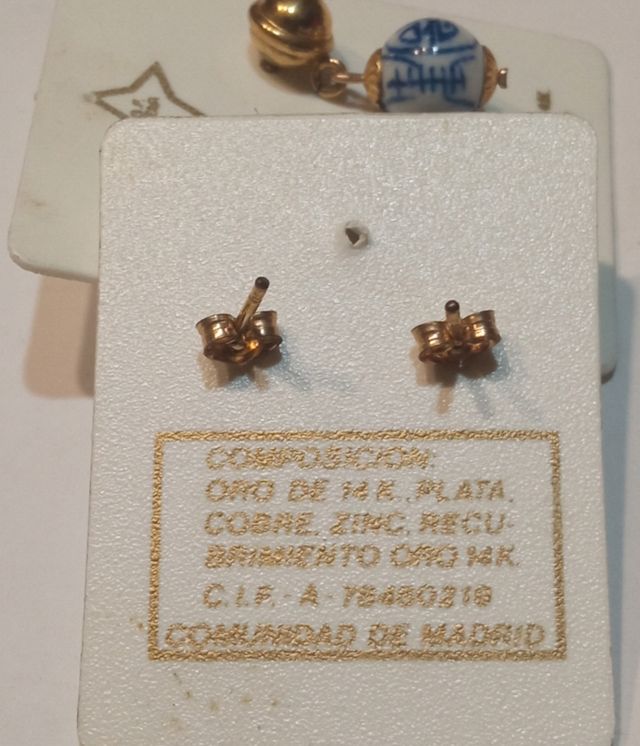 COMPOSICION:
ORO DE 14 K., PLATA,
COBRE, ZINC, RECU-
BRIMIENTO ORO 14K.
C.I.F.- A - 78480219
COMUNIDAD DE MADRID